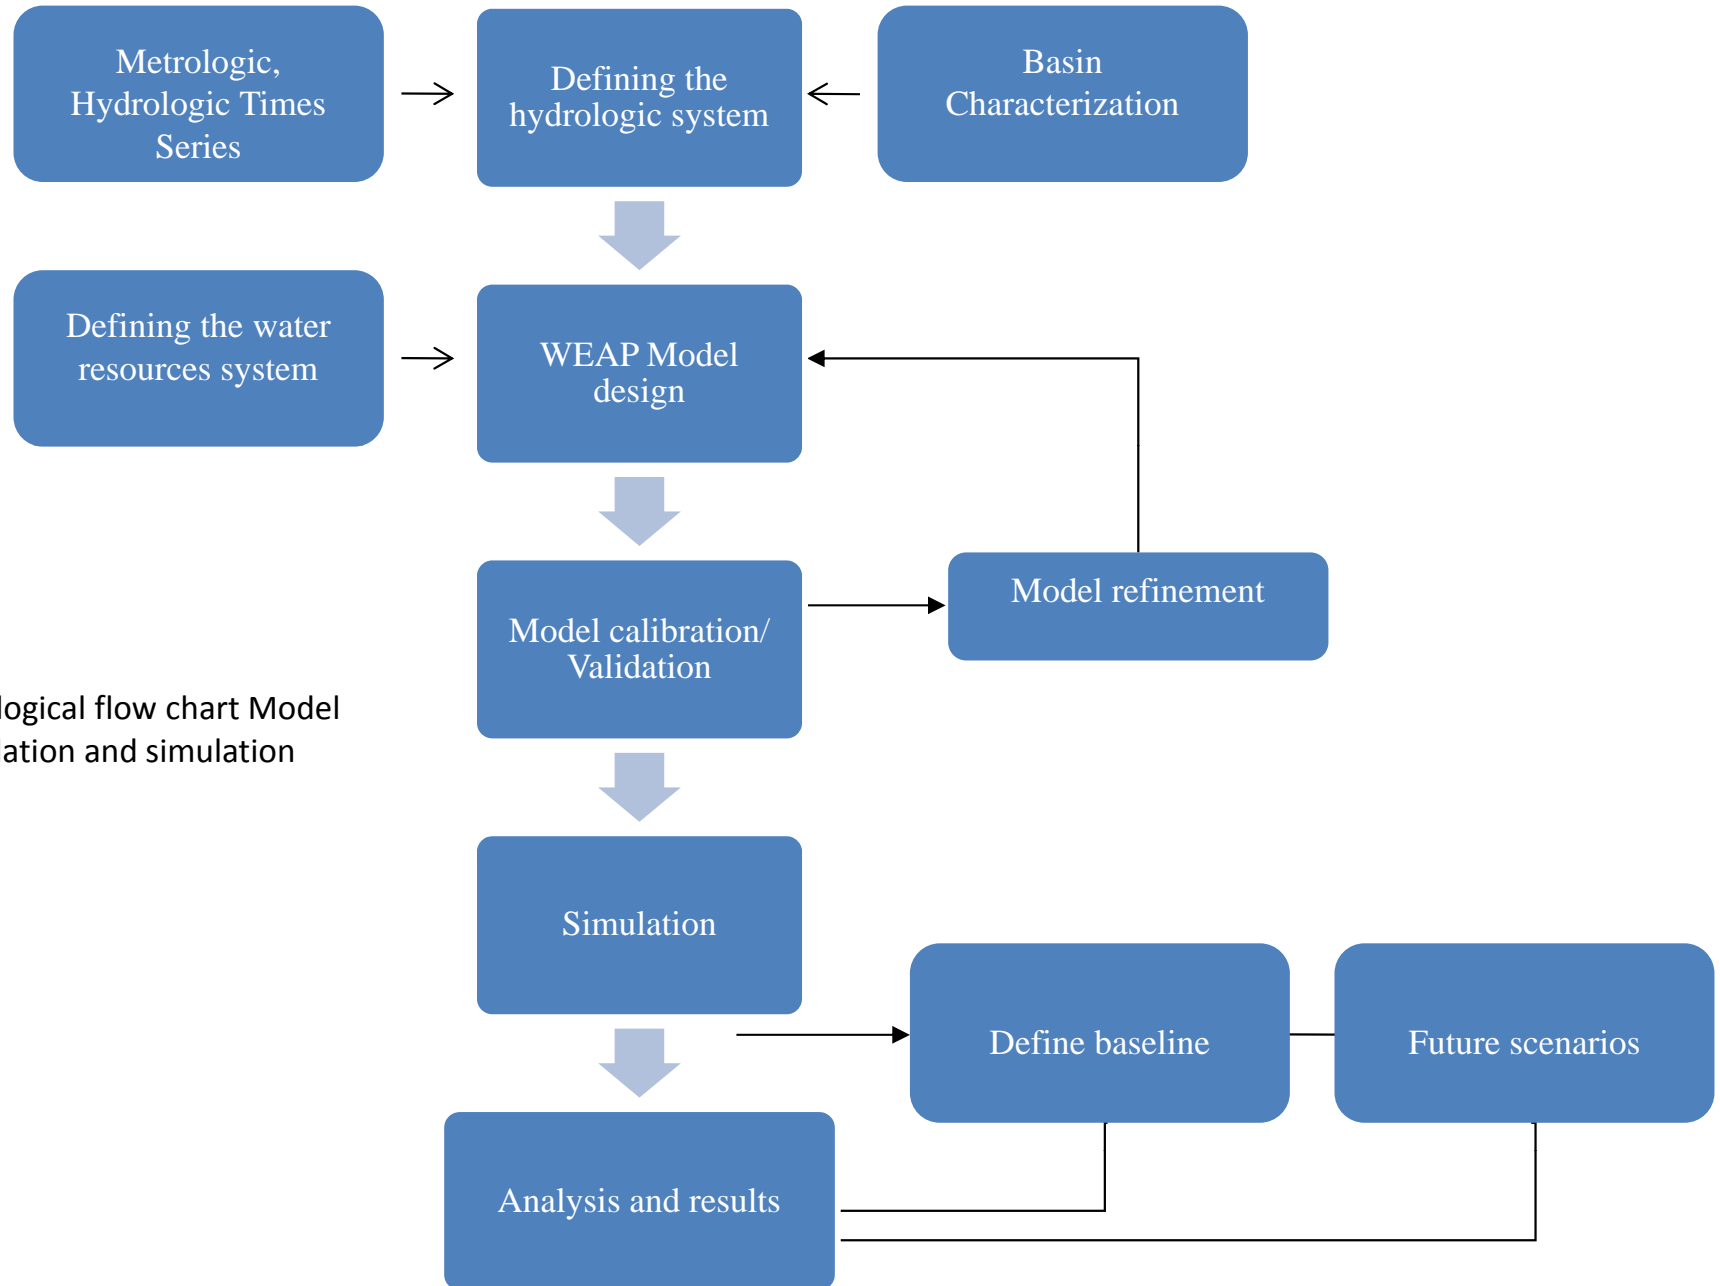 Metrologic,
Hydrologic Times
Series
Defining the
hydrologic system
Basin
Characterization
Defining the water
resources system
WEAP Model
design
Model calibration/
Validation
Model refinement
logical flow chart Model
lation and simulation
Simulation
Define baseline
Future scenarios
Analysis and results